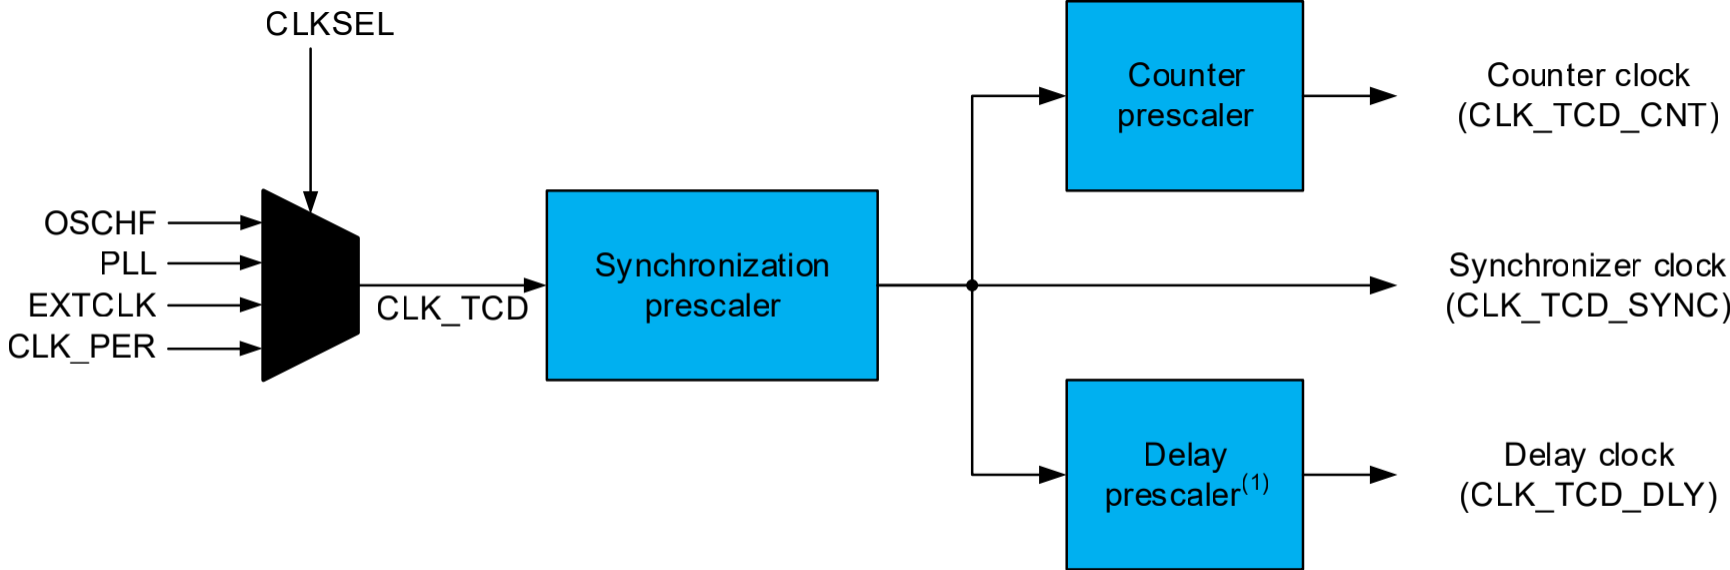 CLKSEL
OSCHF
PLL
EXTCLK
CLK_PER
CLK_TCD
Synchronization
prescaler
Counter
prescaler
Counter clock
(CLK_TCD_CNT)
Synchronizer clock
(CLK_TCD_SYNC)
Delay
prescaler(1)
Delay clock
(CLK_TCD_DLY)